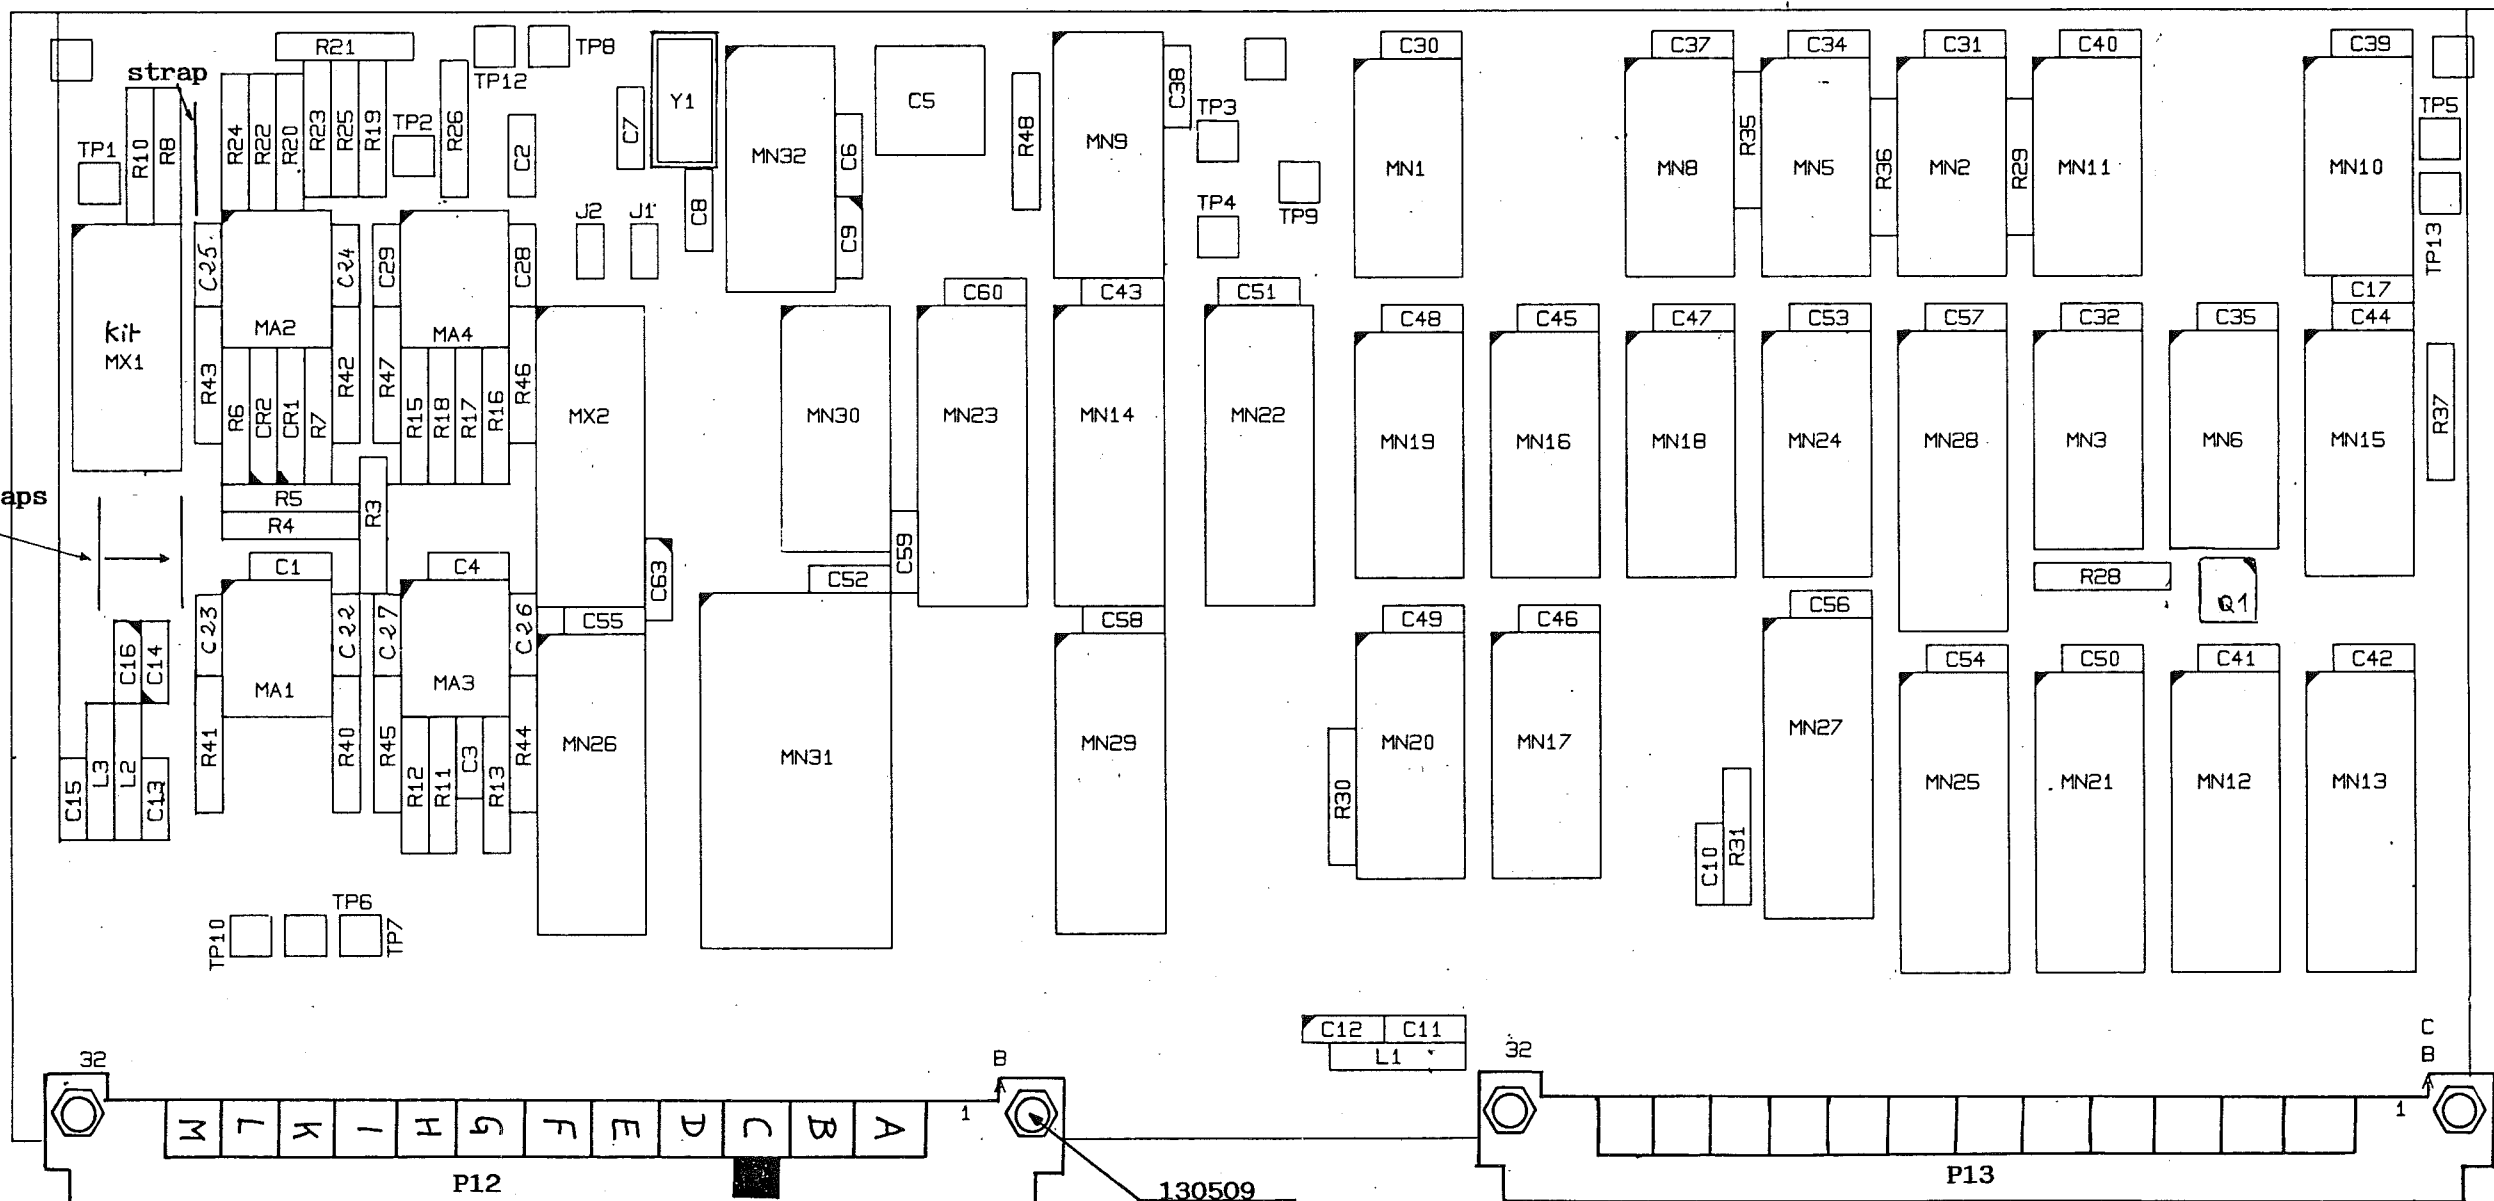 R21
TP8
TP12
strap
TP1
R10
R8
R24
R22
R20
R23
R25
R19
TP2
R26
C2
C7
Y1
C8
MN32
C6
C9
C5
R48
MN9
C38
TP3
TP4
TP9
C30
MN1
C37
MN8
R35
C34
MN5
R36
C31
MN2
R29
C40
MN11
C39
MN10
TP5
TP13
J2
J1
Kit
MX1
C25
MA2
C24
C29
MA4
C28
R43
R6
CR2
CR1
R7
R42
R47
R15
R18
R17
R16
R46
MX2
MN30
C60
MN23
C43
MN14
C51
MN22
C48
MN19
C45
MN16
C47
MN18
C53
MN24
C57
MN28
C32
MN3
C35
MN6
C17
C44
MN15
R37
aps
R5
R4
R3
C59
C52
C63
R28
Q1
C1
C4
C23
MA1
C22
C27
MA3
C26
C55
MN26
MN31
C58
MN29
C49
MN20
R30
C46
MN17
C56
MN27
C10
R31
C54
MN25
C50
MN21
C41
MN12
C42
MN13
C16
C14
C15
L3
L2
C13
R41
R40
R45
R12
R11
C3
R13
R44
TP10
TP6
TP7
C12
C11
L1
32
B
A
1
32
C
B
A
1
M
L
K
I
H
G
F
E
D
C
B
A
P12
130509
P13